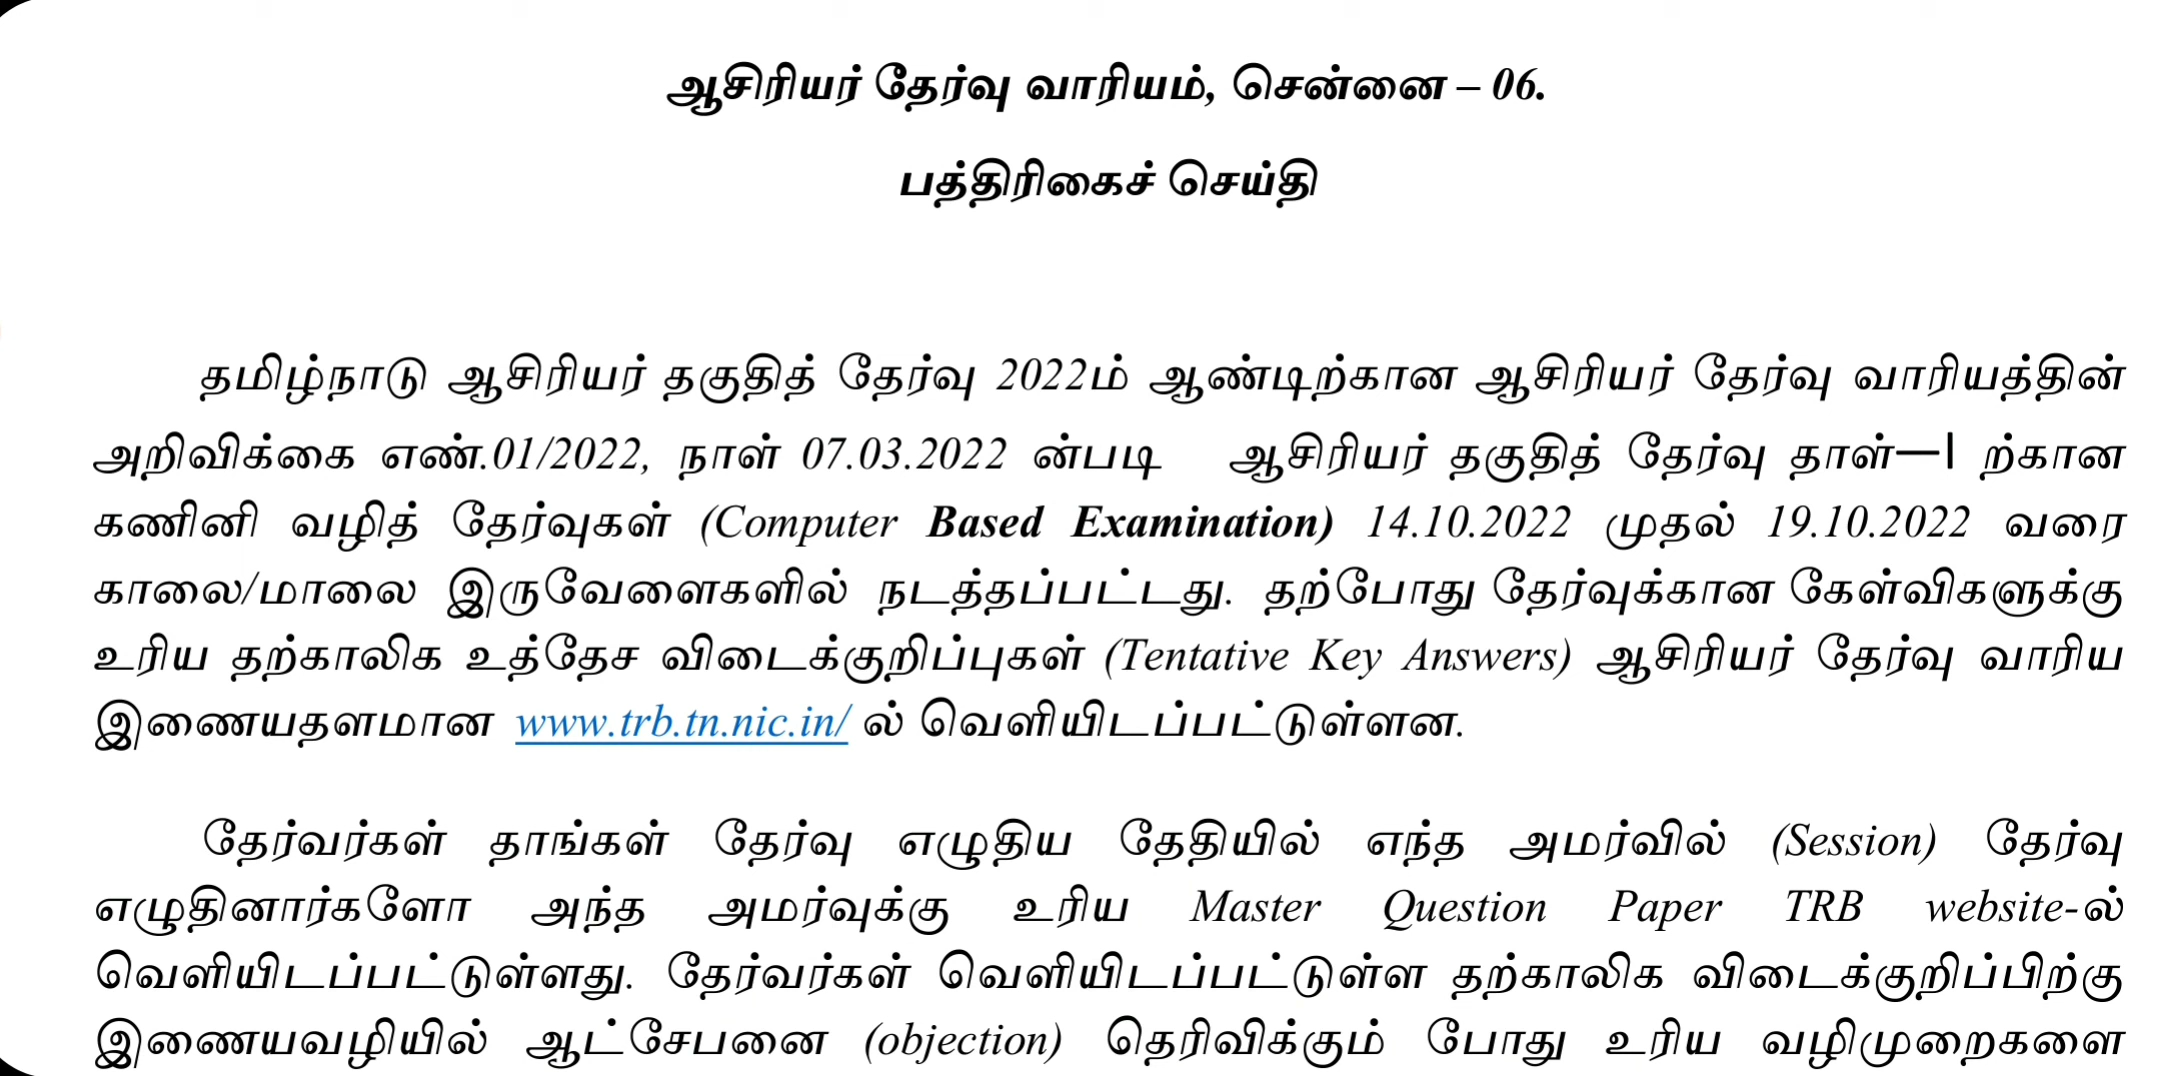 ஆசிரியர் தேர்வு வாரியம், சென்னை – 06.
பத்திரிகைச் செய்தி
தமிழ்நாடு ஆசிரியர் தகுதித் தேர்வு 2022ம் ஆண்டிற்கான ஆசிரியர் தேர்வு வாரியத்தின்
அறிவிக்கை எண்.01/2022, நாள் 07.03.2022 ன்படி ஆசிரியர் தகுதித் தேர்வு தாள்—I ற்கான
கணினி வழித் தேர்வுகள் (Computer Based Examination) 14.10.2022 முதல் 19.10.2022 வரை
காலை/மாலை இருவேளைகளில் நடத்தப்பட்டது. தற்போது தேர்வுக்கான கேள்விகளுக்கு
உரிய தற்காலிக உத்தேச விடைக்குறிப்புகள் (Tentative Key Answers) ஆசிரியர் தேர்வு வாரிய
இணையதளமான www.trb.tn.nic.in/ ல் வெளியிடப்பட்டுள்ளன.
தேர்வர்கள் தாங்கள் தேர்வு எழுதிய தேதியில் எந்த அமர்வில் (Session) தேர்வு
எழுதினார்களோ அந்த அமர்வுக்கு உரிய Master Question Paper TRB website-ல்
வெளியிடப்பட்டுள்ளது. தேர்வர்கள் வெளியிடப்பட்டுள்ள தற்காலிக விடைக்குறிப்பிற்கு
இணையவழியில் ஆட்சேபனை (objection) தெரிவிக்கும் போது உரிய வழிமுறைகளை